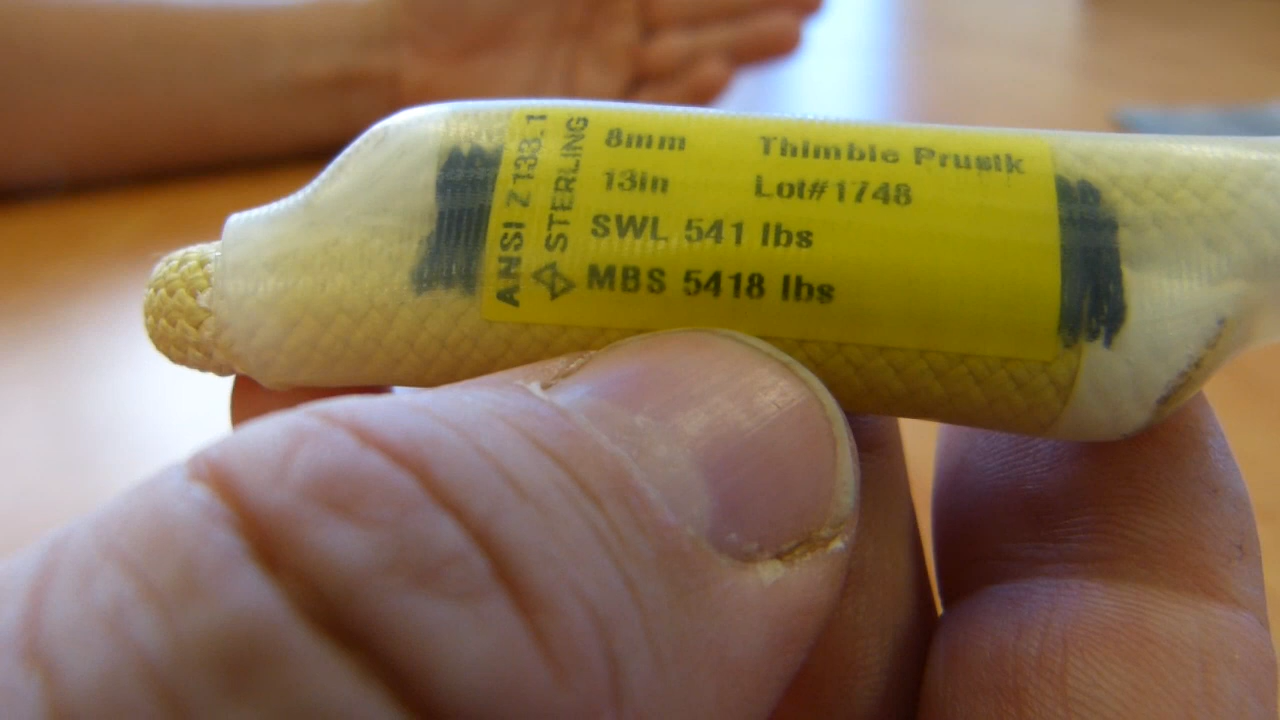 ANSI Z133.1
STERLING
8mm Thimble Prusik
13in Lot#1748
SWL 541 lbs
MBS 5418 lbs